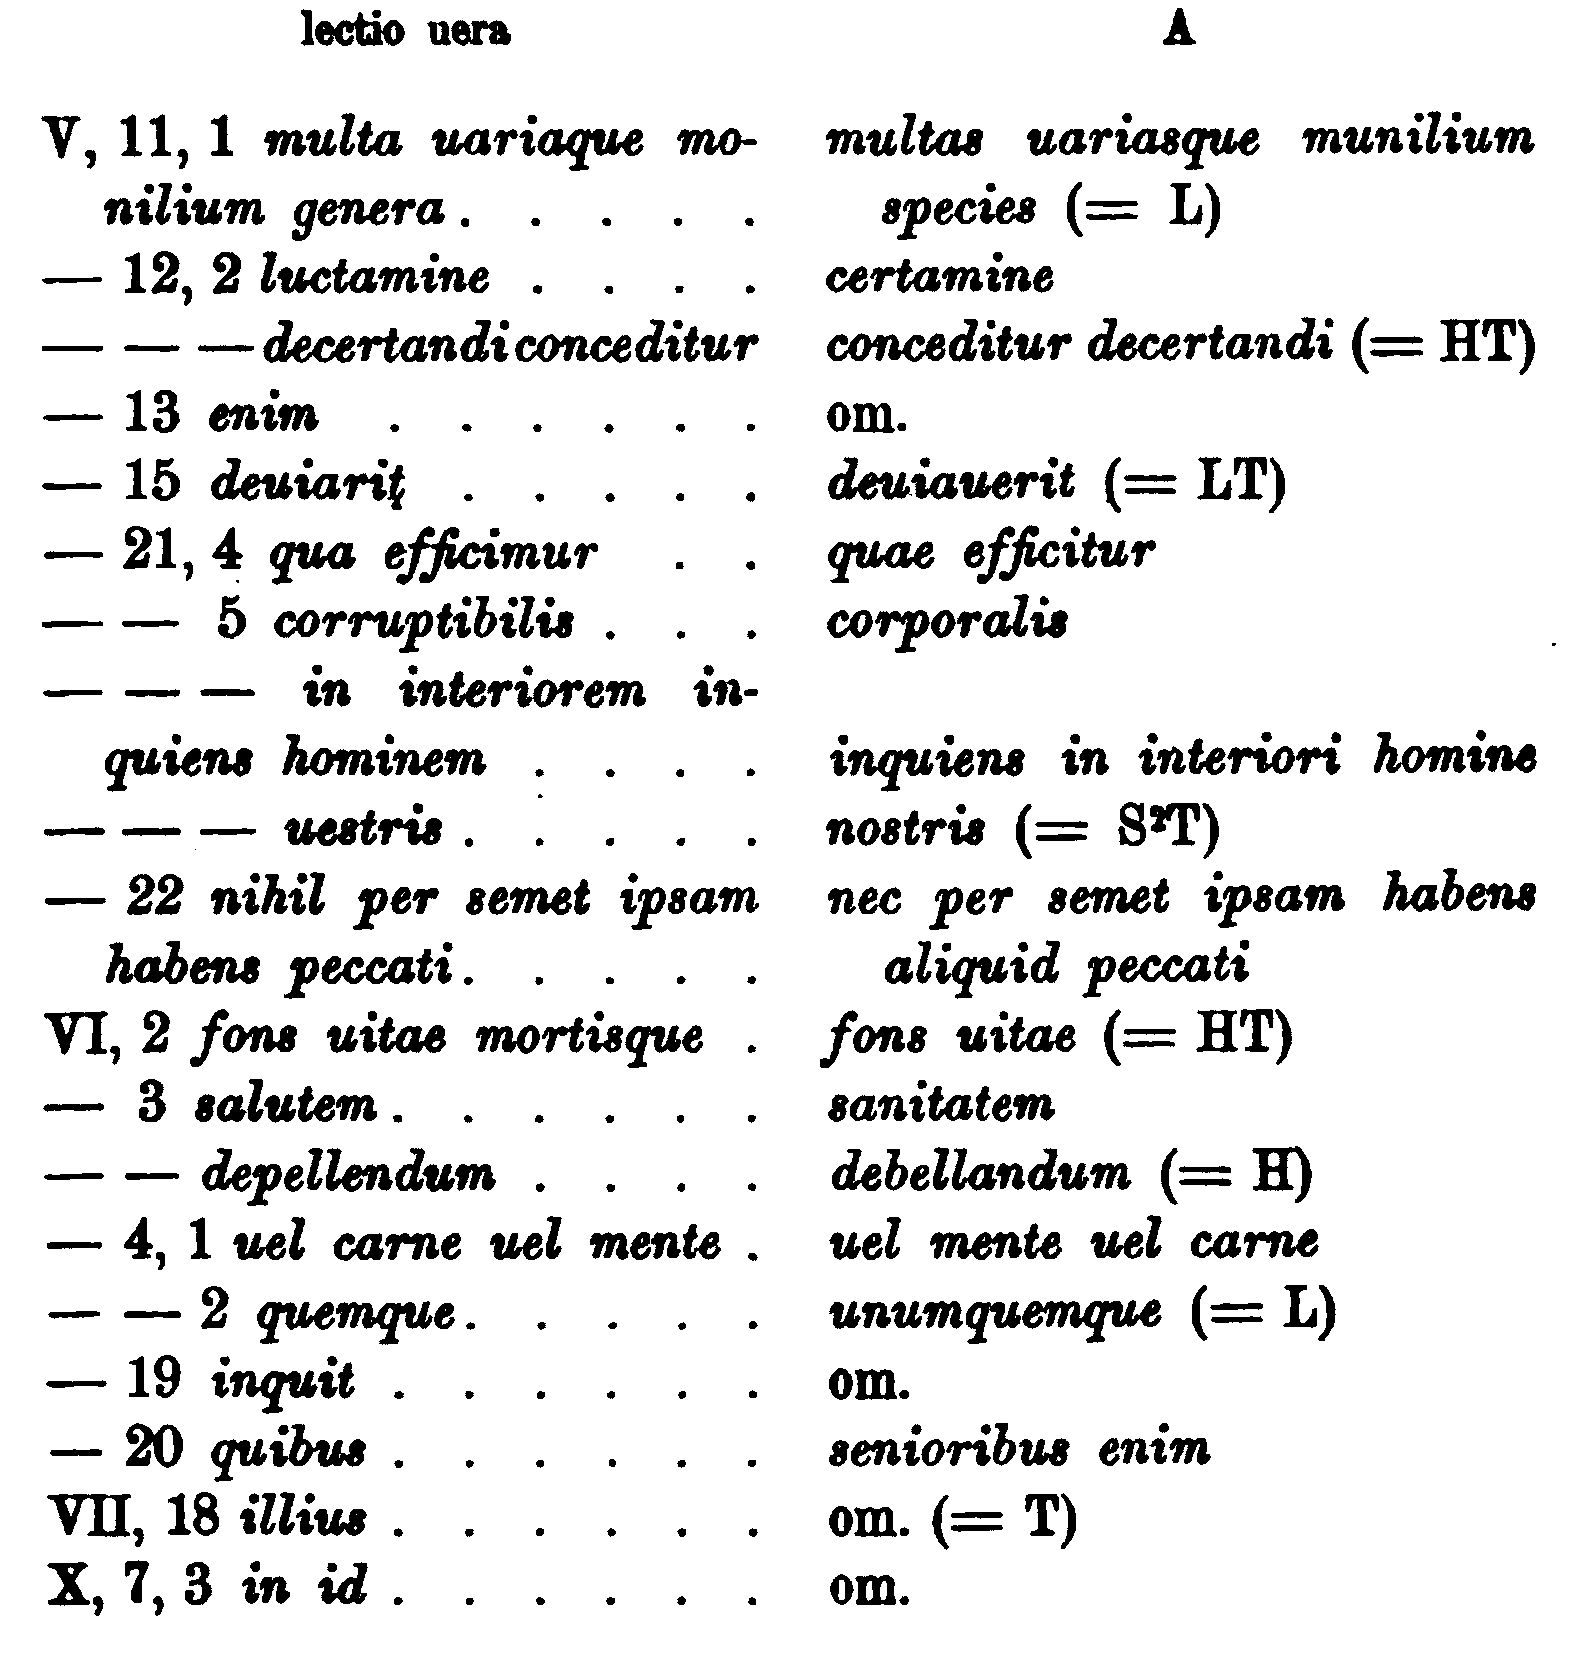 lectio uera A
V, 11, 1 multa uariaque mo- multas uariasque munilium
nilium genera . . . . . species (= L)
— 12, 2 luctamine . . . . certamine
— — — decertandi conceditur conceditur decertandi (= HT)
— 13 enim . . . . . . om.
— 15 deuiarit . . . . . deuiauerit (= LT)
— 21, 4 qua efficimur . . quae efficitur
— — 5 corruptibilis . . . corporalis
— — — in interiorem in-
quiens hominem . . . . inquiens in interiori homine
— — — uestris . . . . . nostris (= S²T)
— 22 nihil per semet ipsam nec per semet ipsam habens
habens peccati . . . . . aliquid peccati
VI, 2 fons uitae mortisque . fons uitae (= HT)
— 3 salutem . . . . . . sanitatem
— — depellendum . . . . debellandum (= H)
— 4, 1 uel carne uel mente . uel mente uel carne
— — 2 quemque . . . . . unumquemque (= L)
— 19 inquit . . . . . . om.
— 20 quibus . . . . . . senioribus enim
VII, 18 illius . . . . . . om. (= T)
X, 7, 3 in id . . . . . . om.